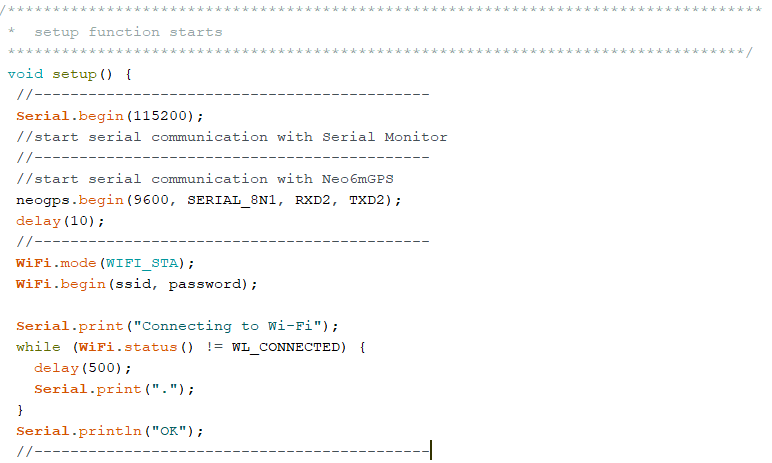 /************************************************************************************
*  setup function starts
***********************************************************************************/
void setup() {
//--------------------------------------------
Serial.begin(115200);
//start serial communication with Serial Monitor
//--------------------------------------------
//start serial communication with Neo6mGPS
neogps.begin(9600, SERIAL_8N1, RXD2, TXD2);
delay(10);
//--------------------------------------------
WiFi.mode(WIFI_STA);
WiFi.begin(ssid, password);
Serial.print("Connecting to Wi-Fi");
while (WiFi.status() != WL_CONNECTED) {
delay(500);
Serial.print(".");
}
Serial.println("OK");
//--------------------------------------------